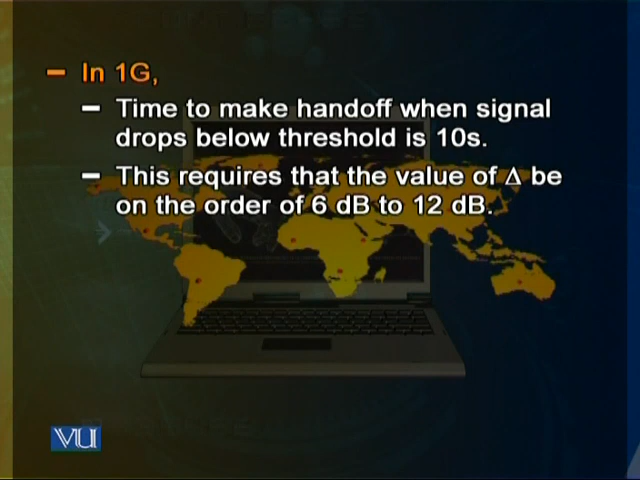 – In 1G,
– Time to make handoff when signal
drops below threshold is 10s.
– This requires that the value of Δ be
on the order of 6 dB to 12 dB.
VU